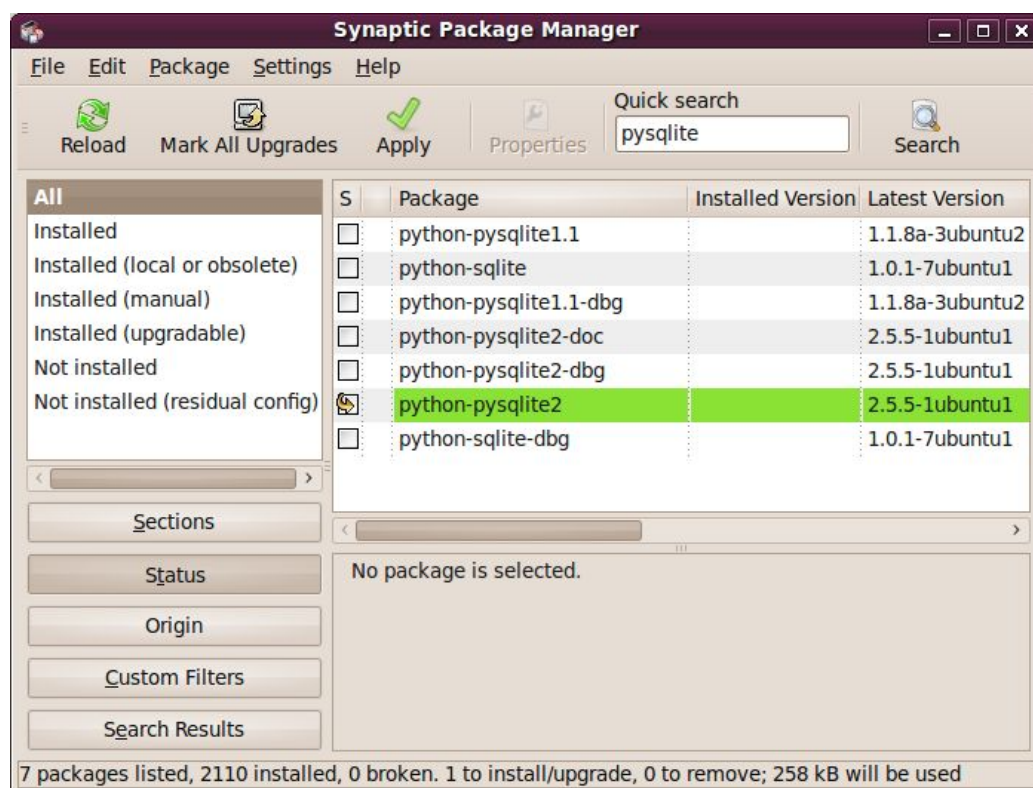 Synaptic Package Manager
File Edit Package Settings Help
Reload Mark All Upgrades Apply Properties Quick search pysqlite Search
All
Installed
Installed (local or obsolete)
Installed (manual)
Installed (upgradable)
Not installed
Not installed (residual config)
Sections
Status
Origin
Custom Filters
Search Results
S Package Installed Version Latest Version
python-pysqlite1.1 1.1.8a-3ubuntu2
python-sqlite 1.0.1-7ubuntu1
python-pysqlite1.1-dbg 1.1.8a-3ubuntu2
python-pysqlite2-doc 2.5.5-1ubuntu1
python-pysqlite2-dbg 2.5.5-1ubuntu1
python-pysqlite2 2.5.5-1ubuntu1
python-sqlite-dbg 1.0.1-7ubuntu1
No package is selected.
7 packages listed, 2110 installed, 0 broken. 1 to install/upgrade, 0 to remove; 258 kB will be used